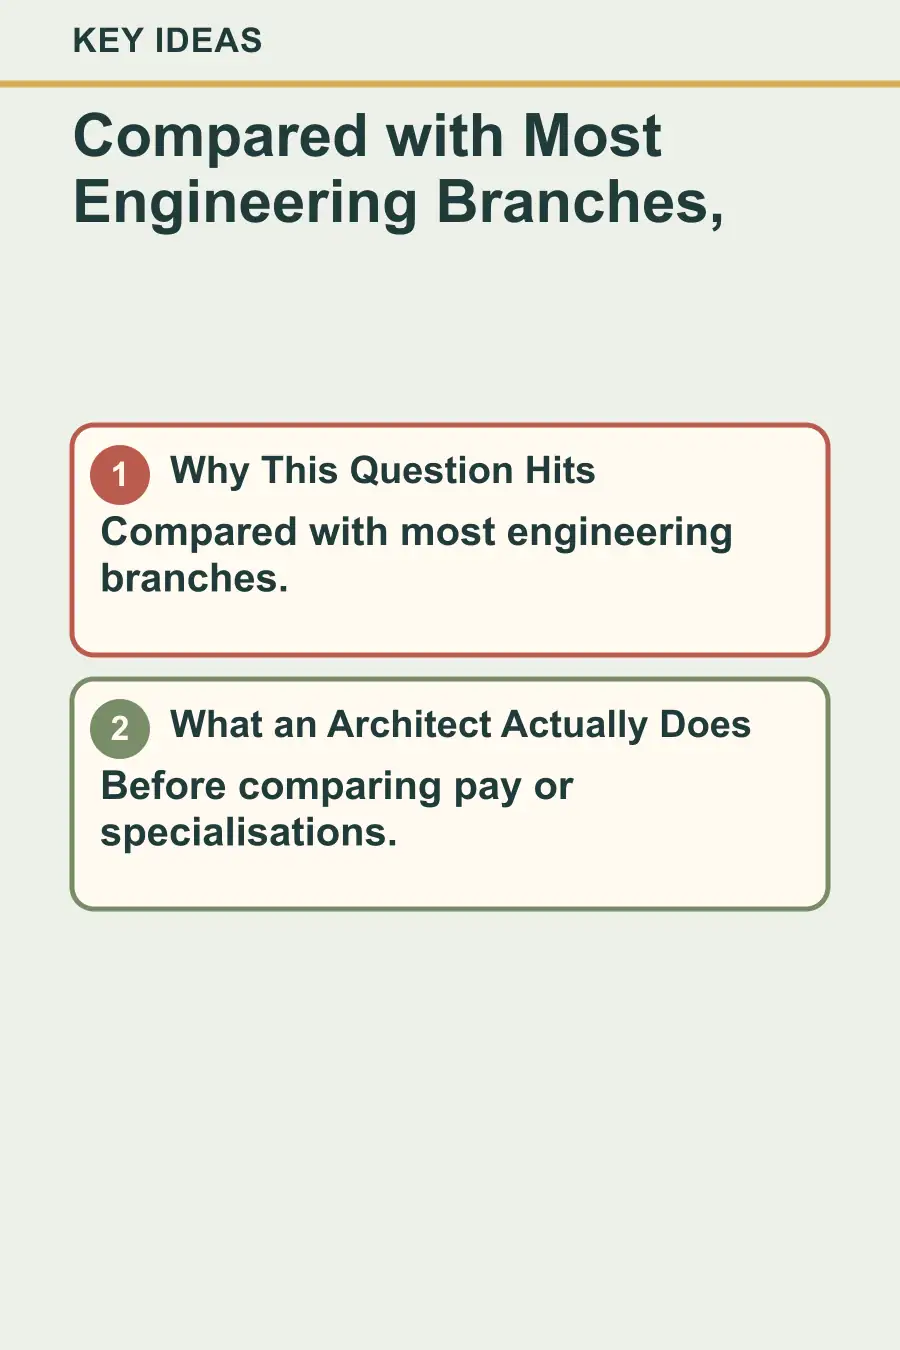 KEY IDEAS
Compared with Most
Engineering Branches,
1 Why This Question Hits
Compared with most engineering
branches.
2 What an Architect Actually Does
Before comparing pay or
specialisations.